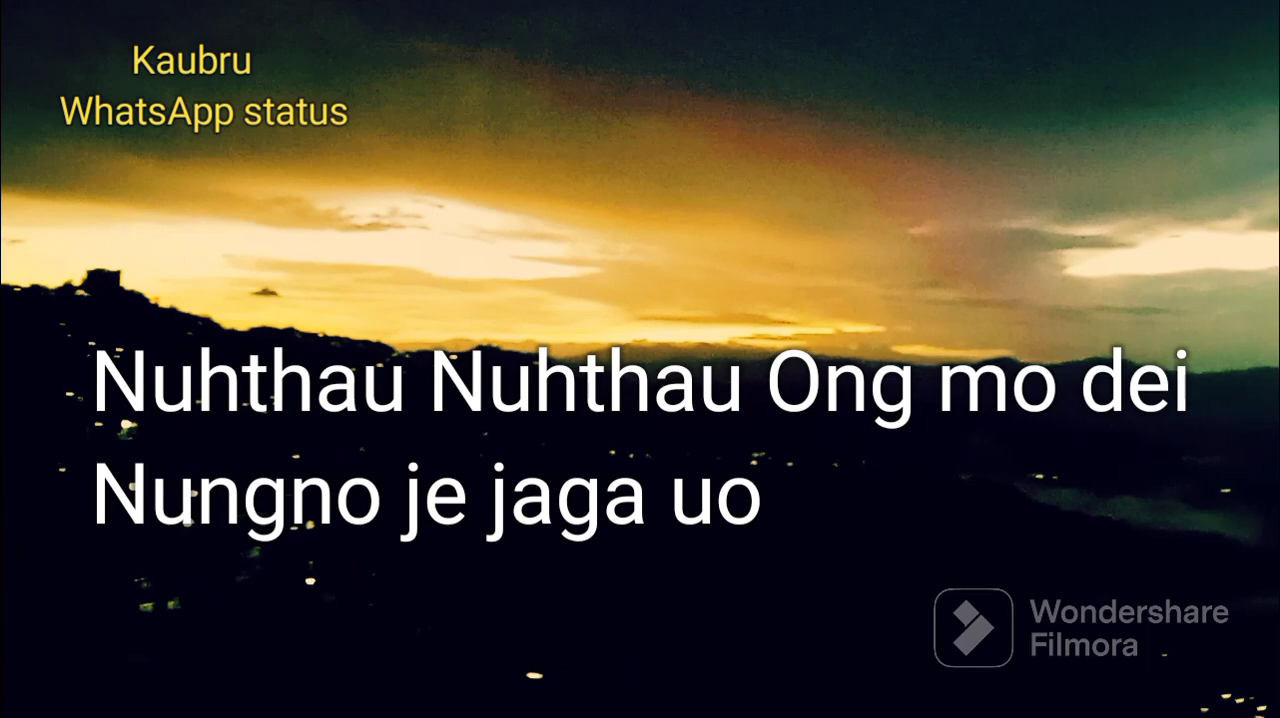 Kaubru
WhatsApp status
Nuhthau Nuhthau Ong mo dei
Nungno je jaga uo
Wondershare
Filmora